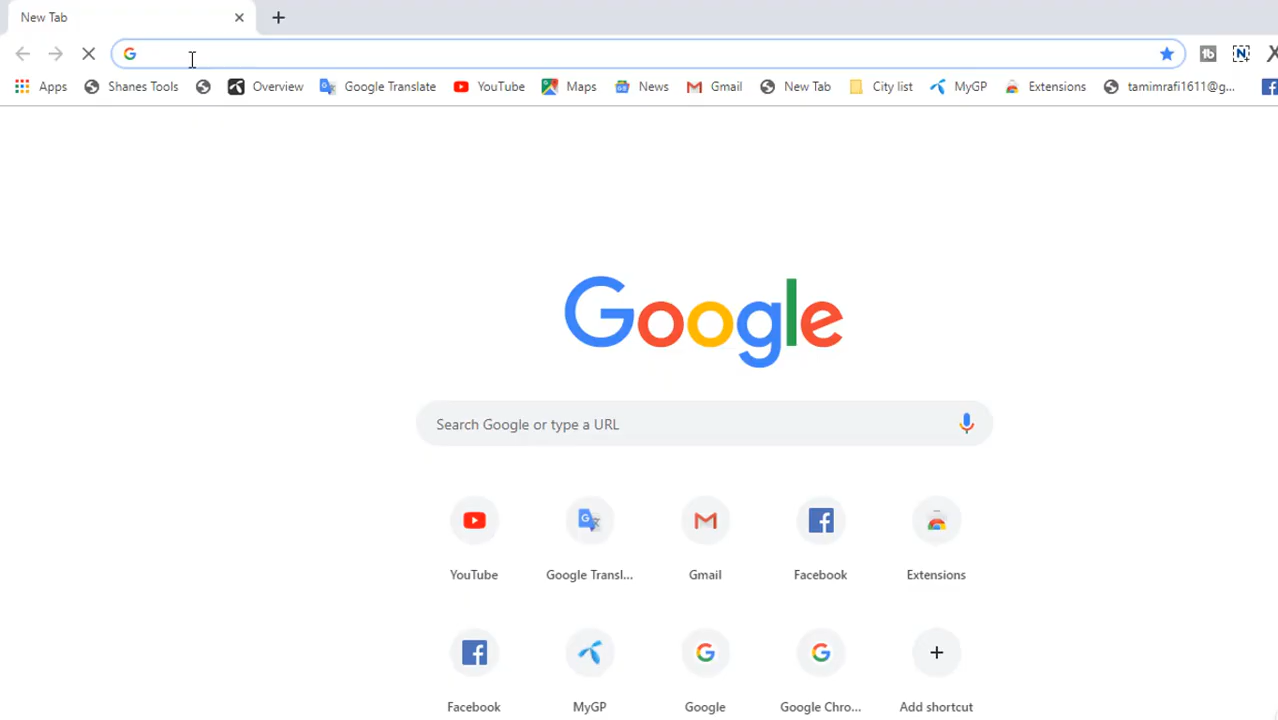 New Tab
Apps Shanes Tools Overview Google Translate YouTube Maps News Gmail New Tab City list MyGP Extensions tamimrafi1611@g...
Google
Search Google or type a URL
YouTube Google Transl... Gmail Facebook Extensions
Facebook MyGP Google Google Chro... Add shortcut